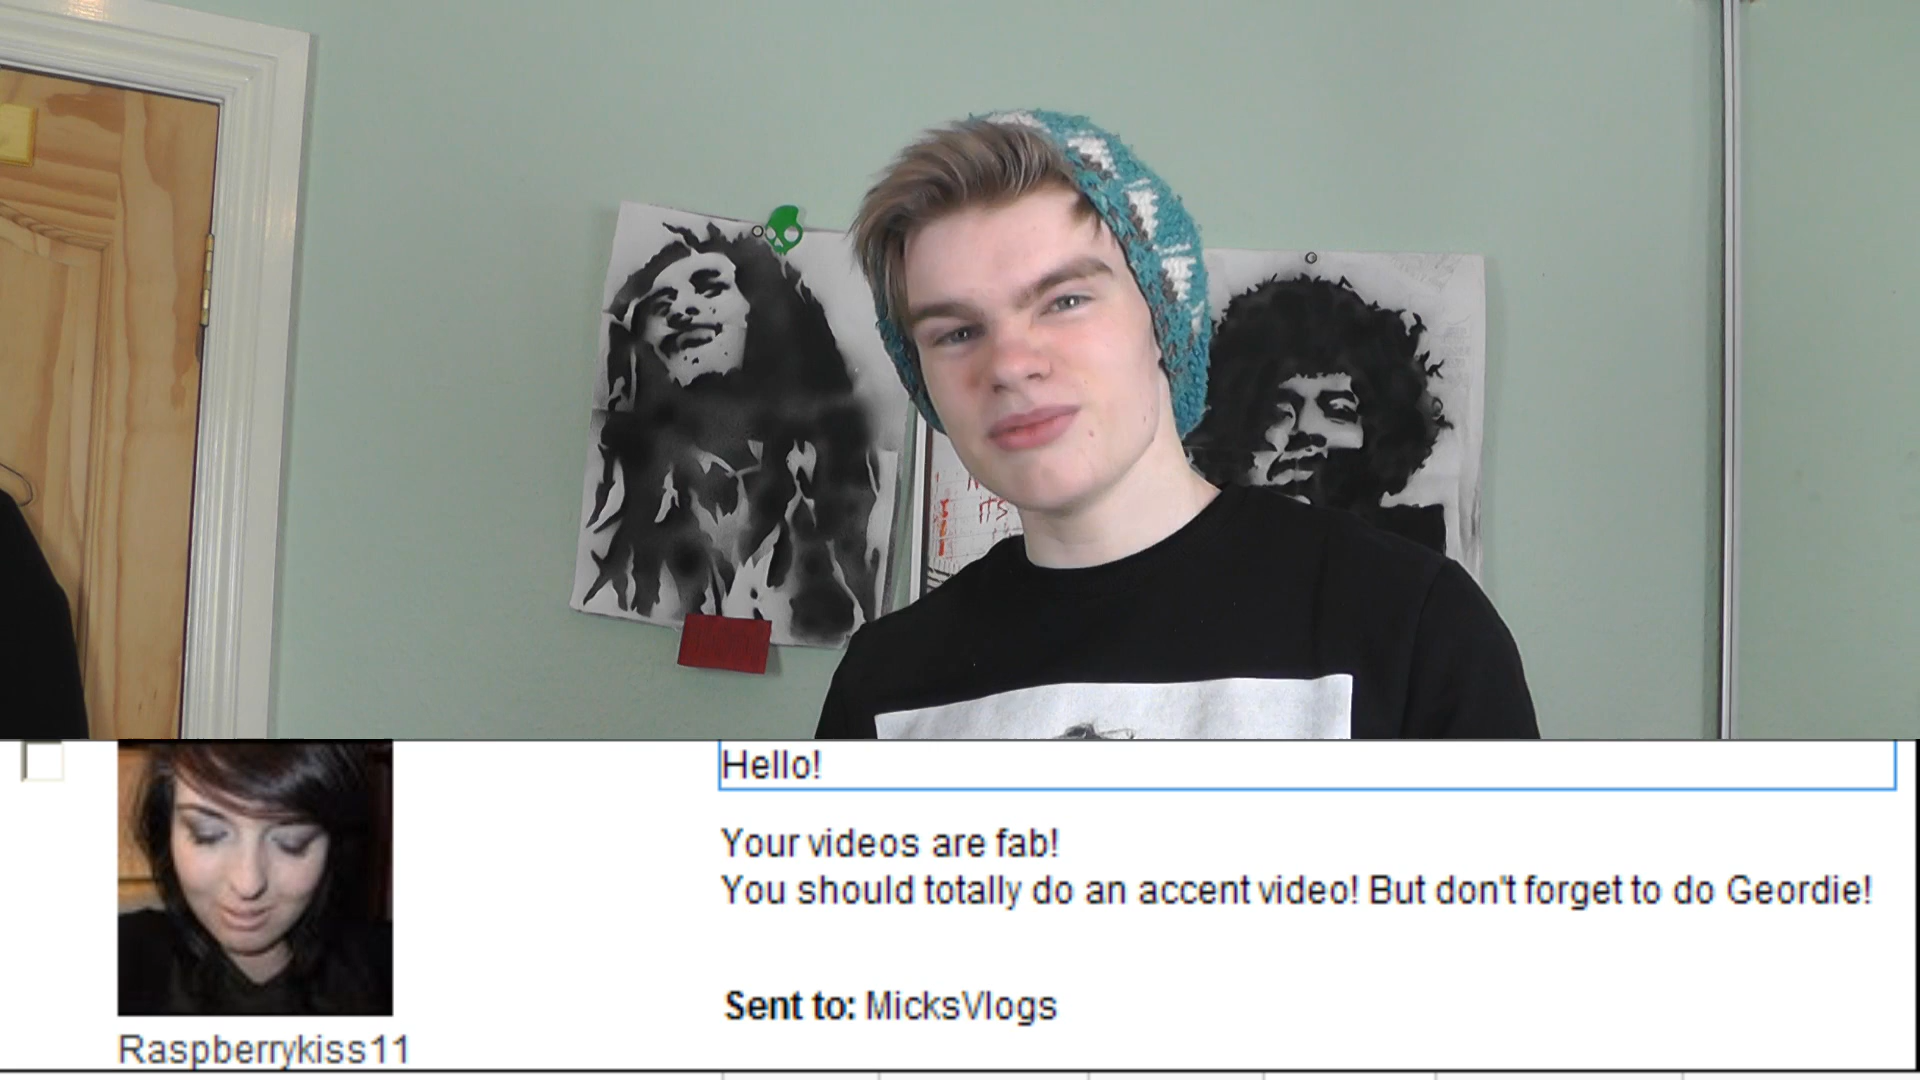 ITS
Hello!
Your videos are fab!
You should totally do an accent video! But don't forget to do Geordie!
Sent to: MicksVlogs
Raspberrykiss11